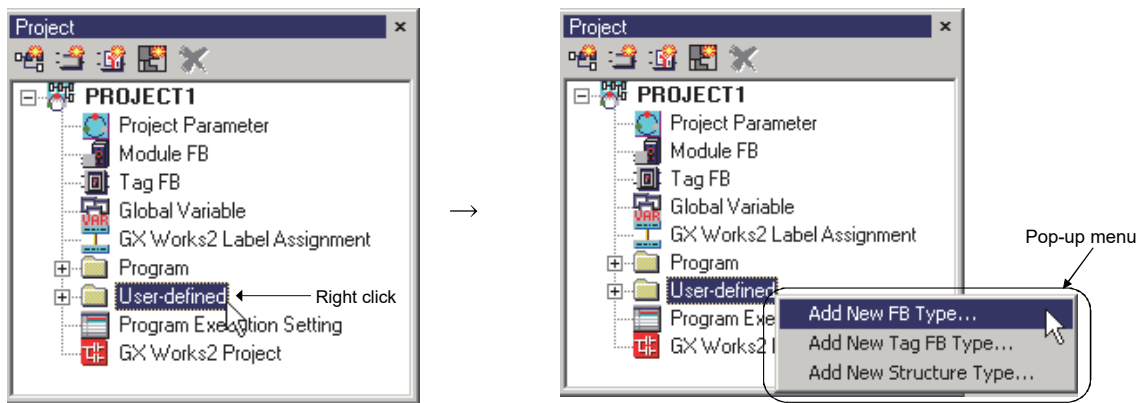 Project
PROJECT1
Project Parameter
Module FB
Tag FB
Global Variable
VAR
GX Works2 Label Assignment
Program
User-defined
Right click
Program Execution Setting
GX Works2 Project
→
Project
PROJECT1
Project Parameter
Module FB
Tag FB
Global Variable
VAR
GX Works2 Label Assignment
Pop-up menu
Program
User-defined
Program Exe
GX Works2
Add New FB Type...
Add New Tag FB Type...
Add New Structure Type...